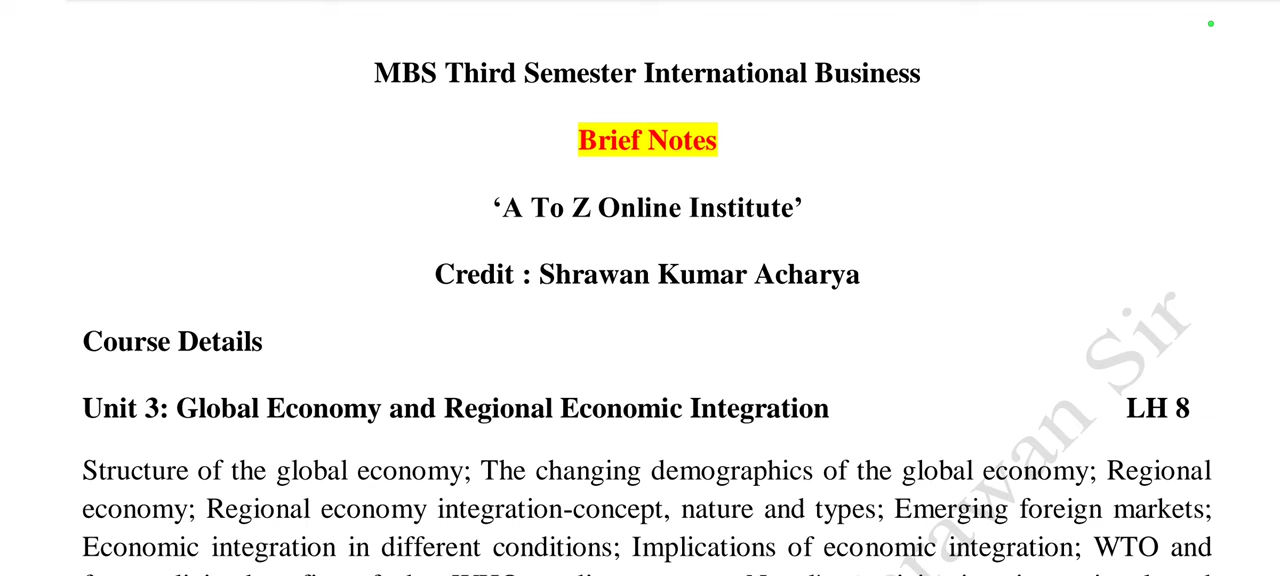 MBS Third Semester International Business
Brief Notes
‘A To Z Online Institute’
Credit : Shrawan Kumar Acharya
Course Details
Unit 3: Global Economy and Regional Economic Integration LH 8
Structure of the global economy; The changing demographics of the global economy; Regional
economy; Regional economy integration-concept, nature and types; Emerging foreign markets;
Economic integration in different conditions; Implications of economic integration; WTO and
rawan Sir